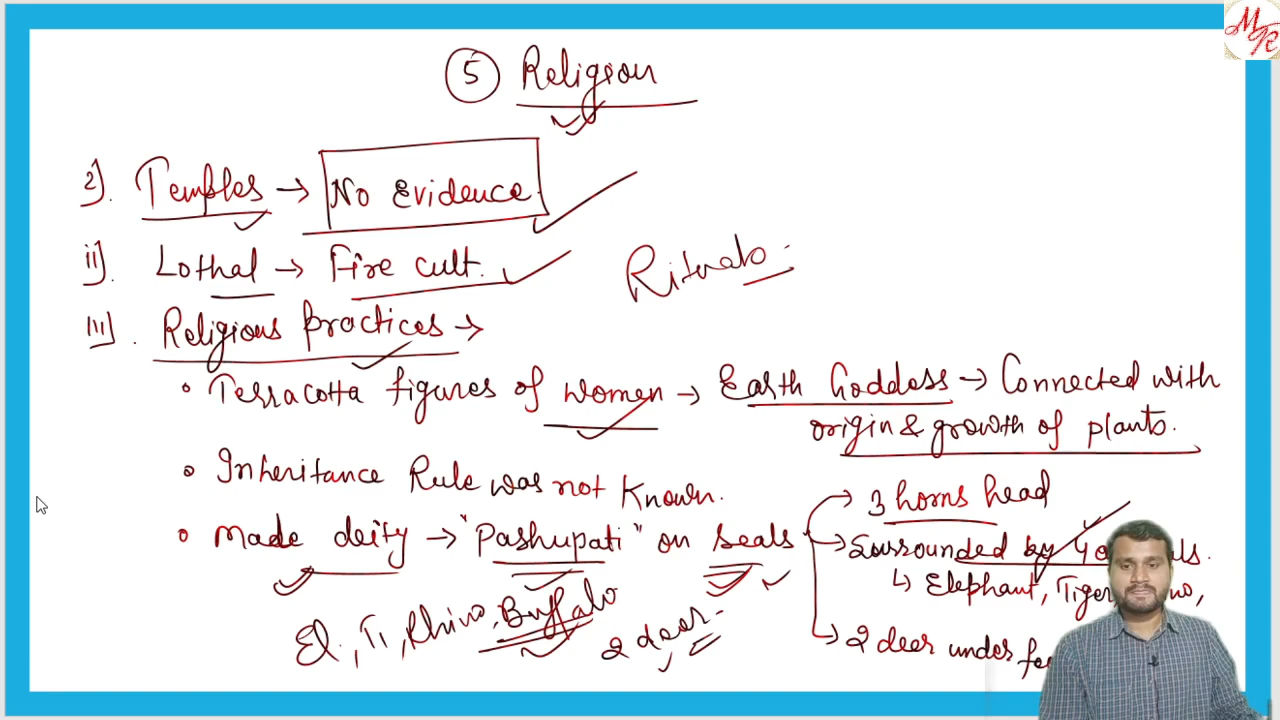 MR
⑤ Religion
i). Temples → No Evidence.
ii). Lothal → Fire cult.
Rituals.
iii). Religious practices →
• Terracotta figures of women → Earth Goddess → Connected with
origin & growth of plants.
• Inheritance Rule was not known.
• Made deity → "Pashupati" on seals
→ 3 horns head
→ Surrounded by 4
↳ Elephant, Tiger,
→ 2 deer under
El, Ti, Rhino, Buffalo
2 deer.